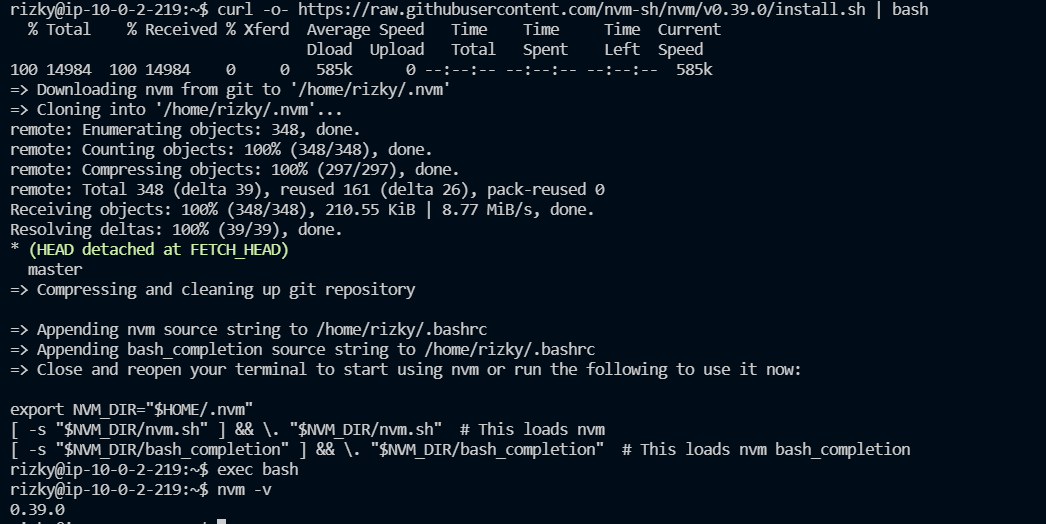 rizky@ip-10-0-2-219:~$ curl -o- https://raw.githubusercontent.com/nvm-sh/nvm/v0.39.0/install.sh | bash
  % Total    % Received % Xferd  Average Speed   Time    Time     Time  Current
                                 Dload  Upload   Total   Spent    Left  Speed
100 14984  100 14984    0     0   585k      0 --:--:-- --:--:-- --:--:--  585k
=> Downloading nvm from git to '/home/rizky/.nvm'
=> Cloning into '/home/rizky/.nvm'...
remote: Enumerating objects: 348, done.
remote: Counting objects: 100% (348/348), done.
remote: Compressing objects: 100% (297/297), done.
remote: Total 348 (delta 39), reused 161 (delta 26), pack-reused 0
Receiving objects: 100% (348/348), 210.55 KiB | 8.77 MiB/s, done.
Resolving deltas: 100% (39/39), done.
* (HEAD detached at FETCH_HEAD)
  master
=> Compressing and cleaning up git repository

=> Appending nvm source string to /home/rizky/.bashrc
=> Appending bash_completion source string to /home/rizky/.bashrc
=> Close and reopen your terminal to start using nvm or run the following to use it now:

export NVM_DIR="$HOME/.nvm"
[ -s "$NVM_DIR/nvm.sh" ] && \. "$NVM_DIR/nvm.sh"  # This loads nvm
[ -s "$NVM_DIR/bash_completion" ] && \. "$NVM_DIR/bash_completion"  # This loads nvm bash_completion
rizky@ip-10-0-2-219:~$ exec bash
rizky@ip-10-0-2-219:~$ nvm -v
0.39.0